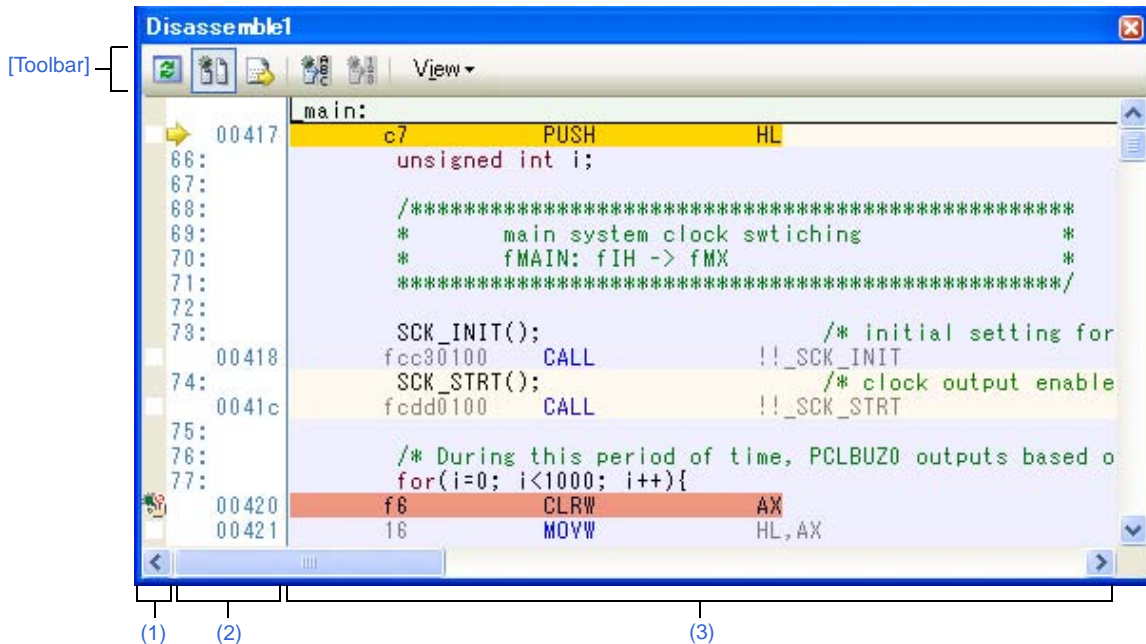 Disassemble1
[Toolbar]
View
_main:
00417 c7 PUSH HL
66: unsigned int i;
67:
68: /**************************************************
69: * main system clock swtiching *
70: * fMAIN: fIH -> fMX *
71: **************************************************/
72:
73: SCK_INIT(); /* initial setting for
00418 fcc30100 CALL !!_SCK_INIT
74: SCK_STRT(); /* clock output enable
0041c fcdd0100 CALL !!_SCK_STRT
75:
76: /* During this period of time, PCLBUZ0 outputs based o
77: for(i=0; i<1000; i++){
00420 f6 CLRW AX
00421 16 MOVW HL,AX
(1) (2) (3)